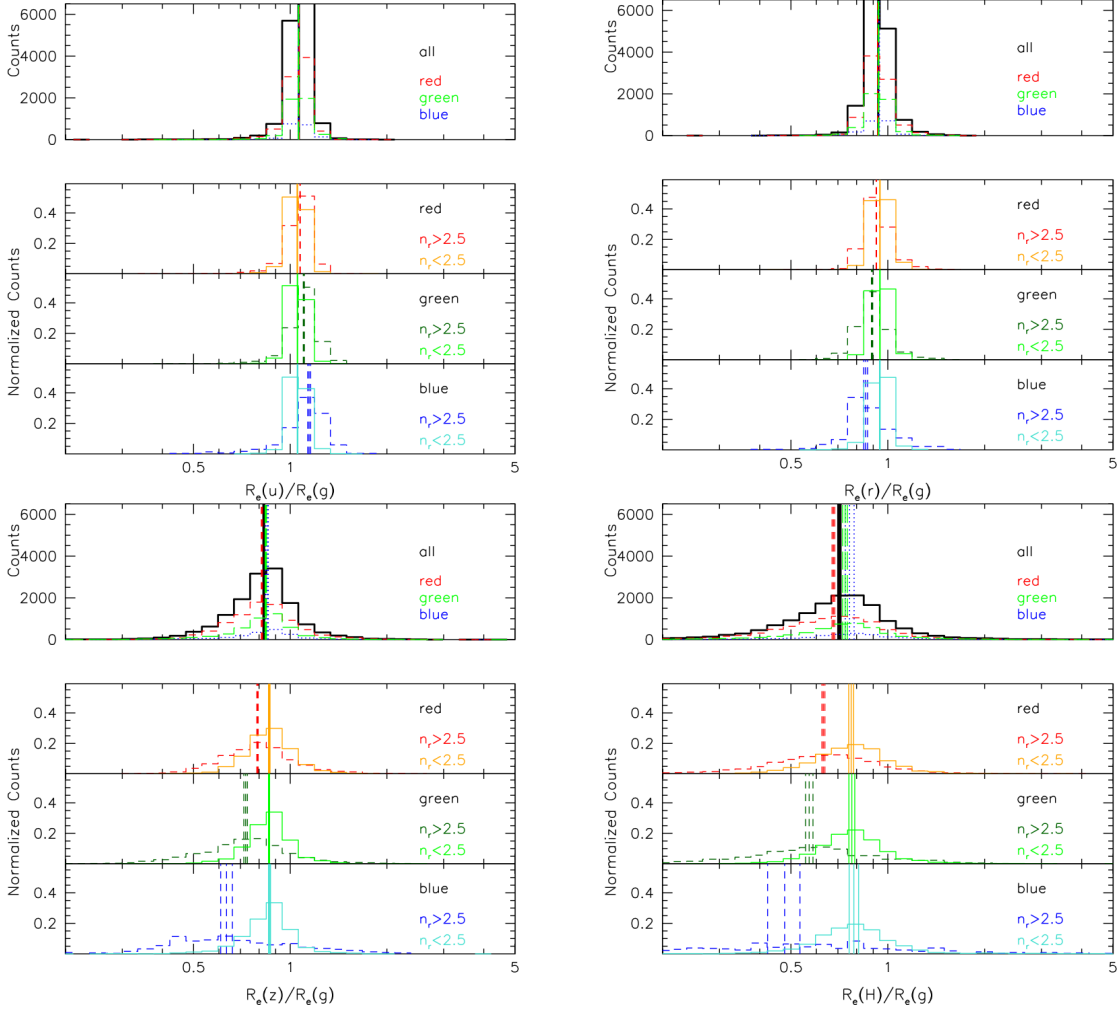 Counts
6000
4000
2000
0
all
red
green
blue
Normalized Counts
0.4
0.2
red
n_r>2.5
n_r<2.5
0.4
0.2
green
n_r>2.5
n_r<2.5
0.4
0.2
blue
n_r>2.5
n_r<2.5
0.5 1 5
R_e(u)/R_e(g)
Counts
6000
4000
2000
0
all
red
green
blue
Normalized Counts
0.4
0.2
red
n_r>2.5
n_r<2.5
0.4
0.2
green
n_r>2.5
n_r<2.5
0.4
0.2
blue
n_r>2.5
n_r<2.5
0.5 1 5
R_e(r)/R_e(g)
Counts
6000
4000
2000
0
all
red
green
blue
Normalized Counts
0.4
0.2
red
n_r>2.5
n_r<2.5
0.4
0.2
green
n_r>2.5
n_r<2.5
0.4
0.2
blue
n_r>2.5
n_r<2.5
0.5 1 5
R_e(z)/R_e(g)
Counts
6000
4000
2000
0
all
red
green
blue
Normalized Counts
0.4
0.2
red
n_r>2.5
n_r<2.5
0.4
0.2
green
n_r>2.5
n_r<2.5
0.4
0.2
blue
n_r>2.5
n_r<2.5
0.5 1 5
R_e(H)/R_e(g)